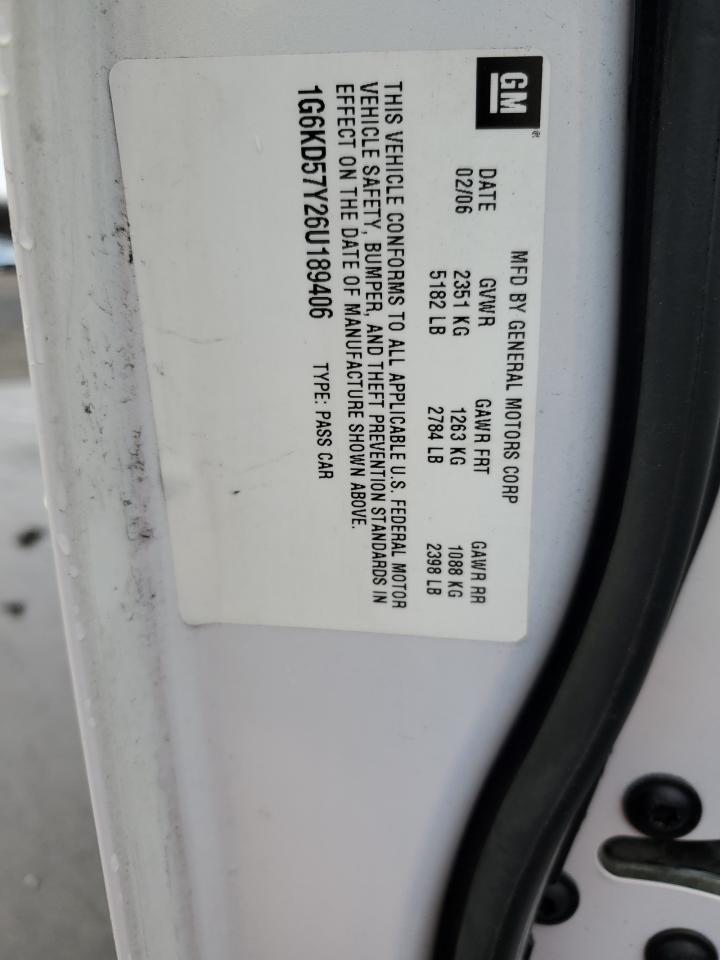 GM
MFD BY GENERAL MOTORS CORP
DATE GVWR GAWR FRT GAWR RR
02/06 2351 KG 1263 KG 1088 KG
5182 LB 2784 LB 2398 LB
THIS VEHICLE CONFORMS TO ALL APPLICABLE U.S. FEDERAL MOTOR
VEHICLE SAFETY, BUMPER, AND THEFT PREVENTION STANDARDS IN
EFFECT ON THE DATE OF MANUFACTURE SHOWN ABOVE.
1G6KD57Y26U189406 TYPE: PASS CAR